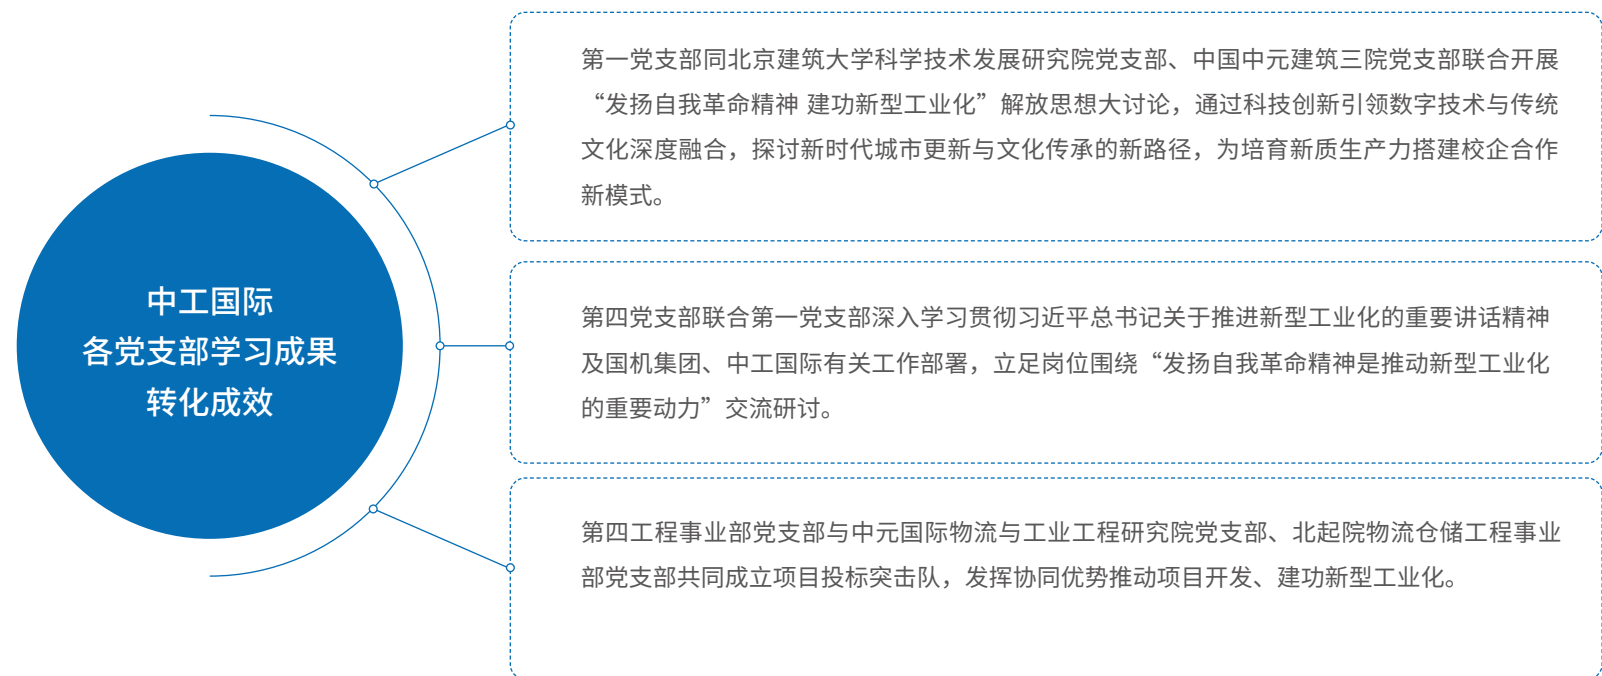 中工国际
各党支部学习成果
转化成效
第一党支部同北京建筑大学科学技术发展研究院党支部、中国中元建筑三院党支部联合开展
“发扬自我革命精神 建功新型工业化”解放思想大讨论，通过科技创新引领数字技术与传统
文化深度融合，探讨新时代城市更新与文化传承的新路径，为培育新质生产力搭建校企合作
新模式。
第四党支部联合第一党支部深入学习贯彻习近平总书记关于推进新型工业化的重要讲话精神
及国机集团、中工国际有关工作部署，立足岗位围绕“发扬自我革命精神是推动新型工业化
的重要动力”交流研讨。
第四工程事业部党支部与中元国际物流与工业工程研究院党支部、北起院物流仓储工程事业
部党支部共同成立项目投标突击队，发挥协同优势推动项目开发、建功新型工业化。